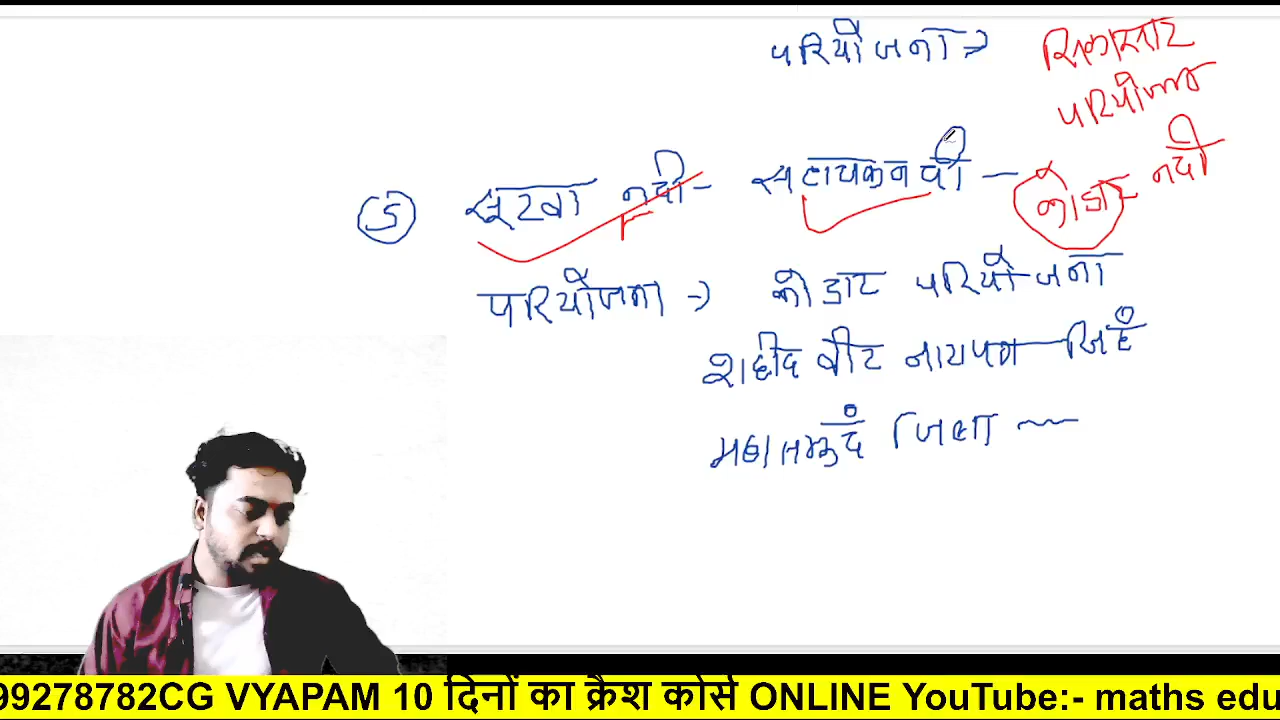 परियोजना → सिकासार
परियोजना
⑤ सूखा नदी - सहायक नदी - कोडार नदी
परियोजना → कोडार परियोजना
शहीद वीर नारायण सिंह
महासमुंद जिला
99278782CG VYAPAM 10 दिनों का क्रैश कोर्स ONLINE YouTube:- maths edu